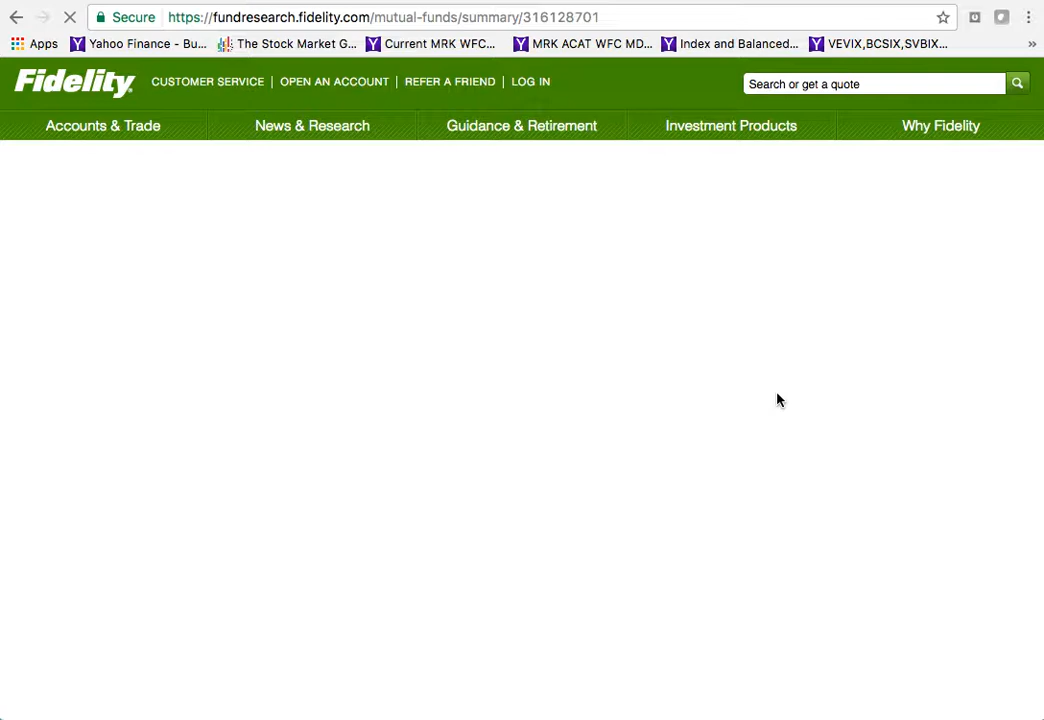 Secure https://fundresearch.fidelity.com/mutual-funds/summary/316128701
Apps Yahoo Finance - Bu... The Stock Market G... Current MRK WFC... MRK ACAT WFC MD... Index and Balanced... VEVIX,BCSIX,SVBIX... »
Fidelity CUSTOMER SERVICE | OPEN AN ACCOUNT | REFER A FRIEND | LOG IN Search or get a quote
Accounts & Trade News & Research Guidance & Retirement Investment Products Why Fidelity